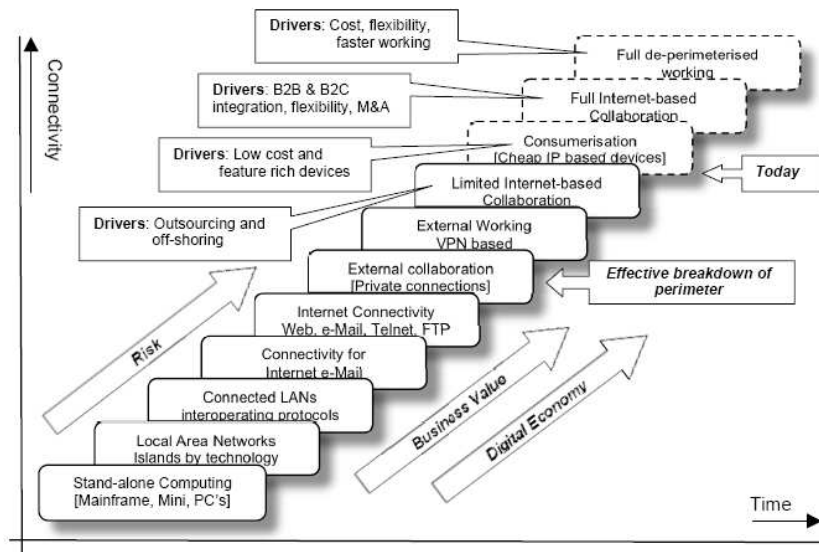 Connectivity
Drivers: Cost, flexibility,
faster working
Full de-perimeterised
working
Drivers: B2B & B2C
integration, flexibility, M&A
Full Internet-based
Collaboration
Drivers: Low cost and
feature rich devices
Consumerisation
[Cheap IP based devices]
Today
Limited Internet-based
Collaboration
Drivers: Outsourcing and
off-shoring
External Working
VPN based
External collaboration
[Private connections]
Effective breakdown of
perimeter
Internet Connectivity
Web, e-Mail, Telnet, FTP
Risk
Connectivity for
Internet e-Mail
Connected LANs
interoperating protocols
Business Value
Digital Economy
Local Area Networks
Islands by technology
Stand-alone Computing
[Mainframe, Mini, PC's]
Time